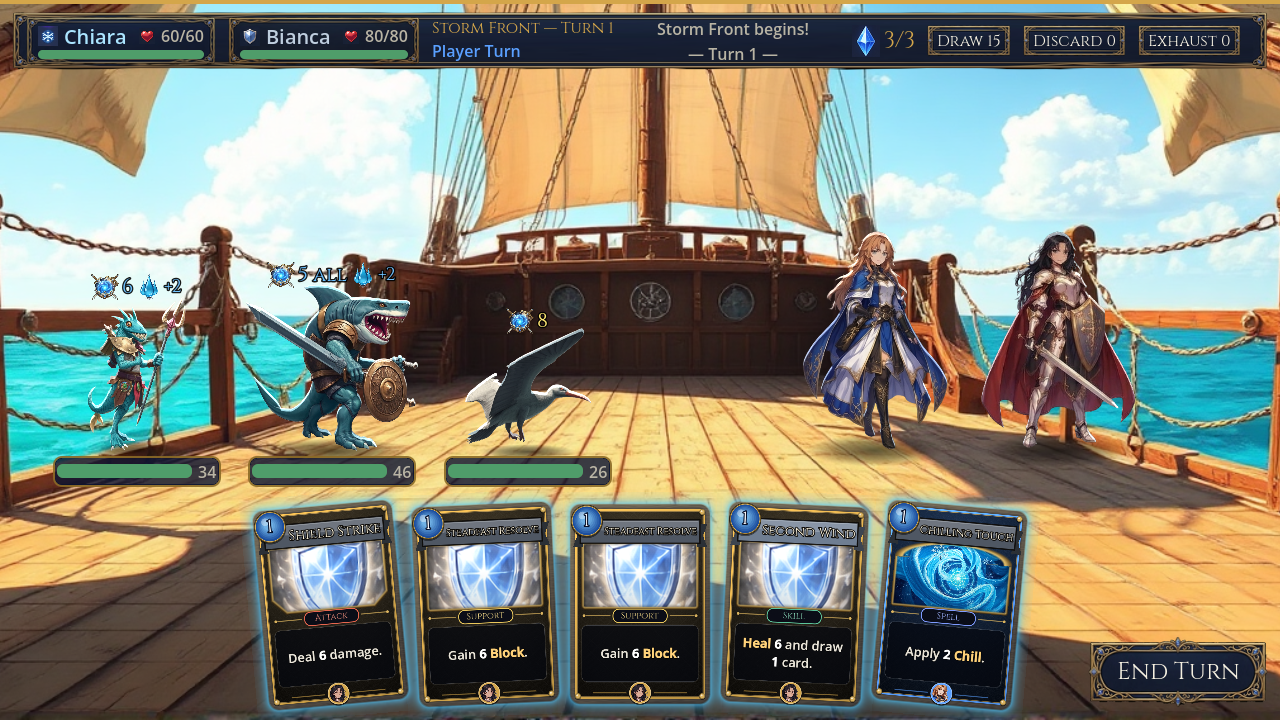 Chiara 60/60
Bianca 80/80
Storm Front — Turn 1
Player Turn
Storm Front begins!
— Turn 1 —
3/3
Draw 15
Discard 0
Exhaust 0
6 +2
5 ALL +2
8
34
46
26
1
Shield Strike
Attack
Deal 6 damage.
1
Steadfast Resolve
Support
Gain 6 Block.
1
Steadfast Resolve
Support
Gain 6 Block.
1
Second Wind
Skill
Heal 6 and draw
1 card.
1
Chilling Touch
Spell
Apply 2 Chill.
End Turn